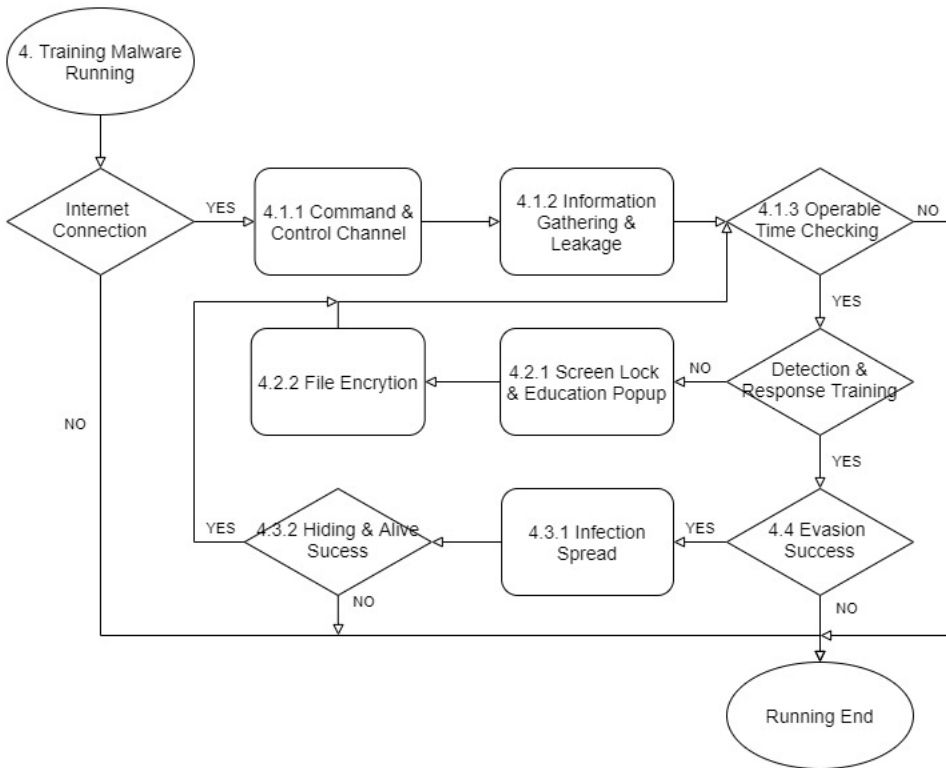 4. Training Malware
Running
Internet
Connection
YES
4.1.1 Command &
Control Channel
4.1.2 Information
Gathering &
Leakage
4.1.3 Operable
Time Checking
NO
YES
4.2.2 File Encrytion
4.2.1 Screen Lock
& Education Popup
NO
Detection &
Response Training
NO
YES
YES
4.3.2 Hiding & Alive
Sucess
4.3.1 Infection
Spread
YES
4.4 Evasion
Success
NO
NO
Running End